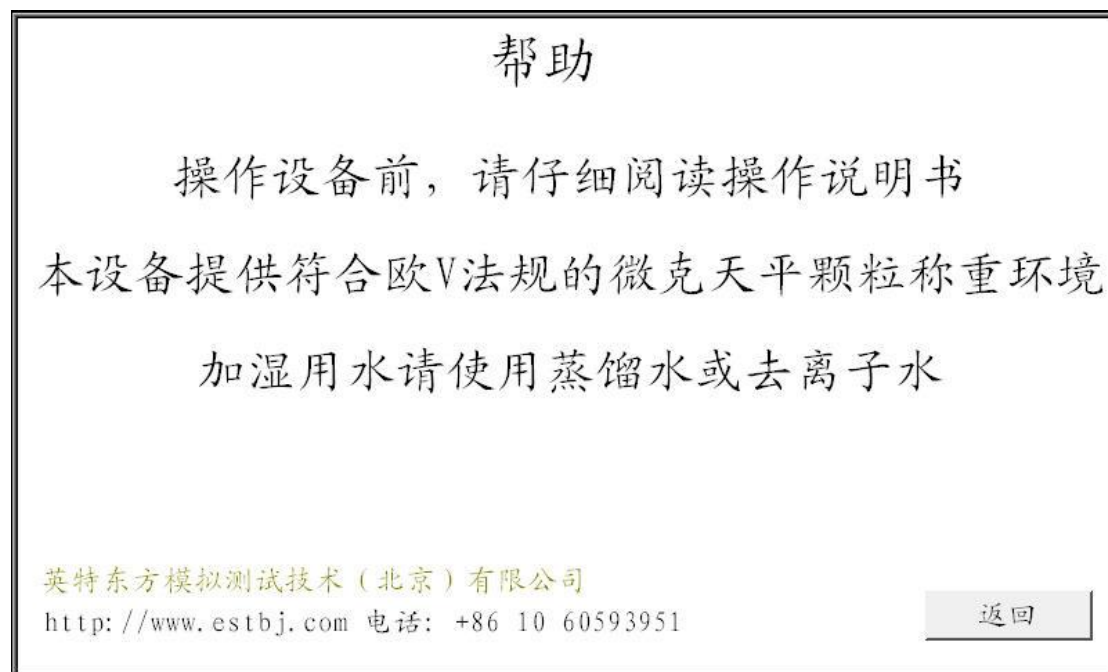 帮助
操作设备前，请仔细阅读操作说明书
本设备提供符合欧V法规的微克天平颗粒称重环境
加湿用水请使用蒸馏水或去离子水
英特东方模拟测试技术（北京）有限公司
http://www.estbj.com 电话: +86 10 60593951
返回